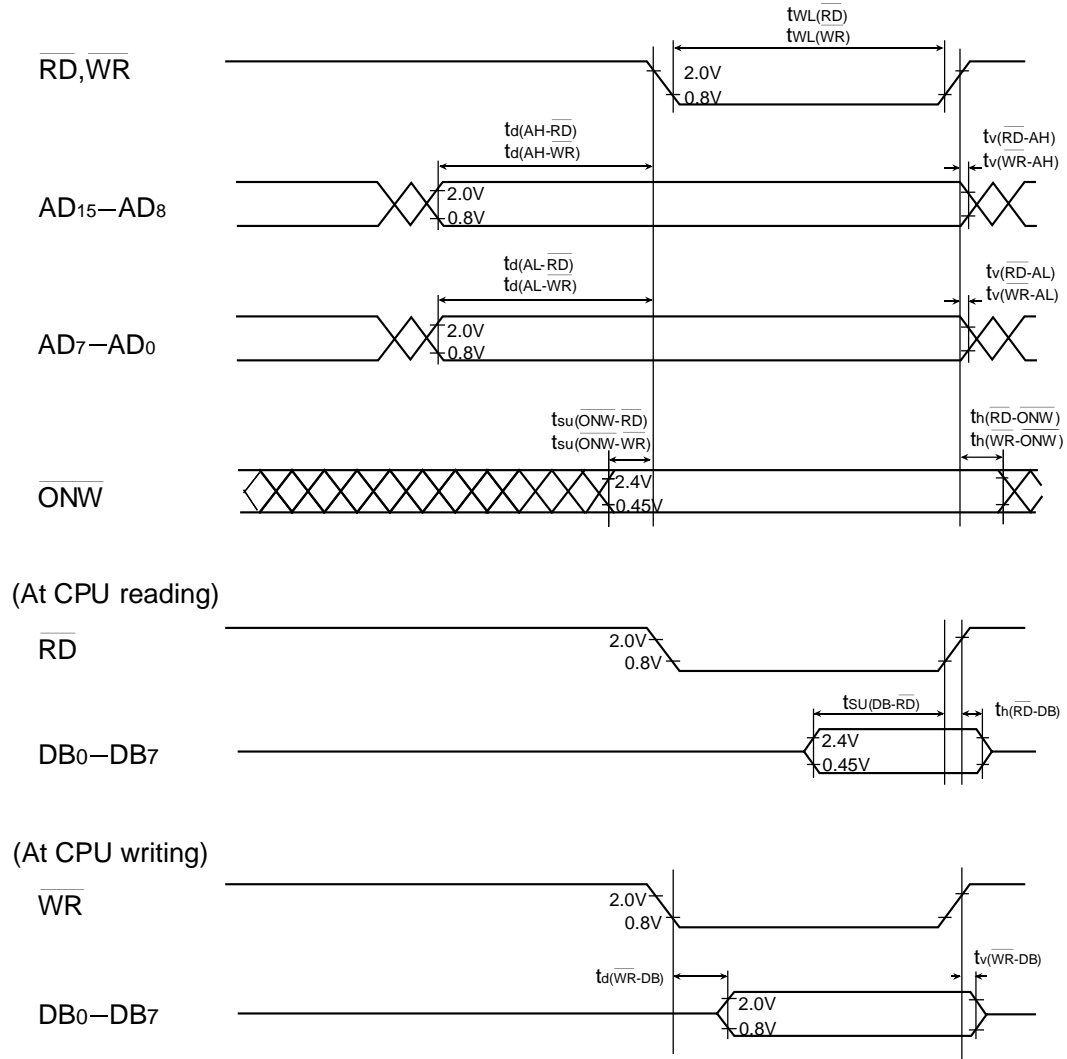 tWL(RD)
tWL(WR)
RD,WR
2.0V
0.8V
td(AH-RD)
td(AH-WR)
tv(RD-AH)
tv(WR-AH)
AD15—AD8
2.0V
0.8V
td(AL-RD)
td(AL-WR)
tv(RD-AL)
tv(WR-AL)
AD7—AD0
2.0V
0.8V
tsu(ONW-RD)
tsu(ONW-WR)
th(RD-ONW)
th(WR-ONW)
ONW
2.4V
0.45V
(At CPU reading)
RD
2.0V
0.8V
tSU(DB-RD)
th(RD-DB)
DB0—DB7
2.4V
0.45V
(At CPU writing)
WR
2.0V
0.8V
td(WR-DB)
tv(WR-DB)
DB0—DB7
2.0V
0.8V